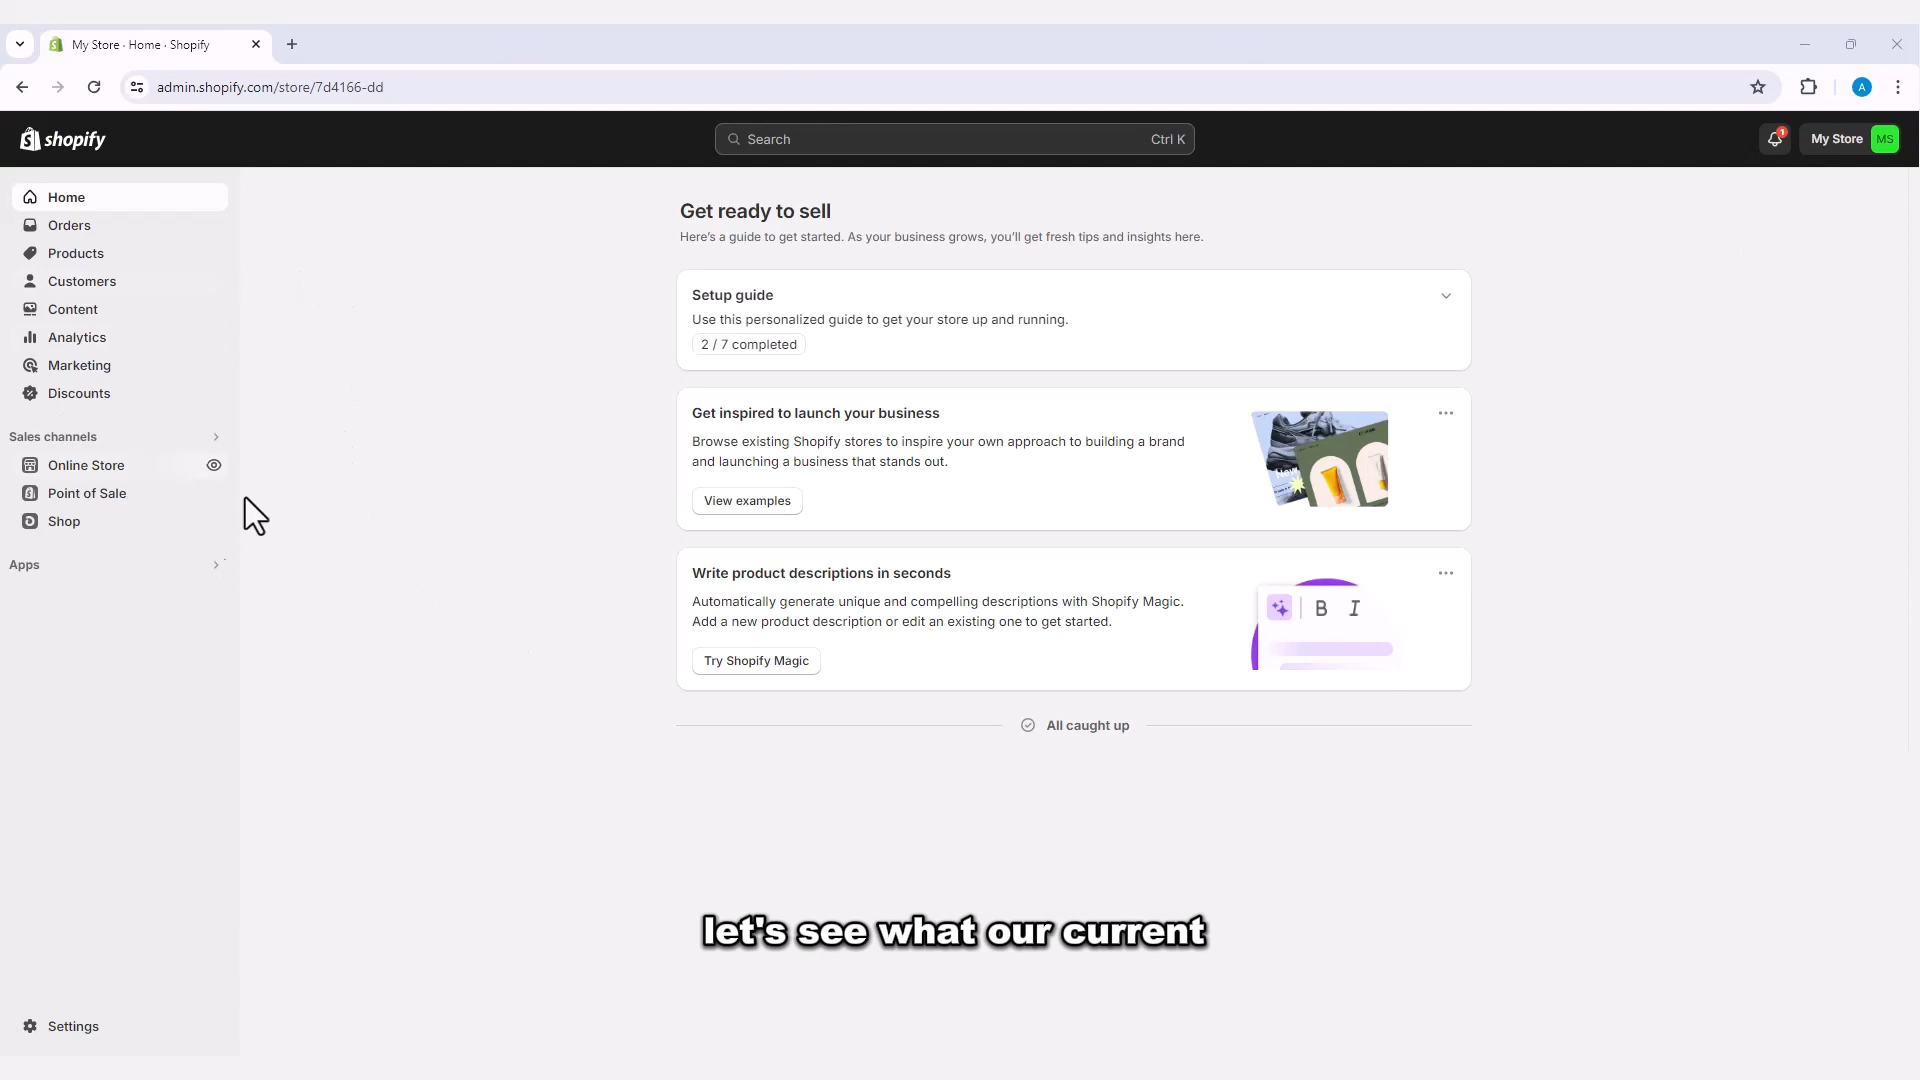 My Store · Home · Shopify
admin.shopify.com/store/7d4166-dd
A
shopify
Search
Ctrl K
1
My Store
MS
Home
Orders
Products
Customers
Content
Analytics
Marketing
Discounts
Sales channels
Online Store
Point of Sale
Shop
Apps
Settings
Get ready to sell
Here's a guide to get started. As your business grows, you'll get fresh tips and insights here.
Setup guide
Use this personalized guide to get your store up and running.
2 / 7 completed
Get inspired to launch your business
Browse existing Shopify stores to inspire your own approach to building a brand
and launching a business that stands out.
View examples
Write product descriptions in seconds
Automatically generate unique and compelling descriptions with Shopify Magic.
Add a new product description or edit an existing one to get started.
Try Shopify Magic
B I
All caught up
let's see what our current